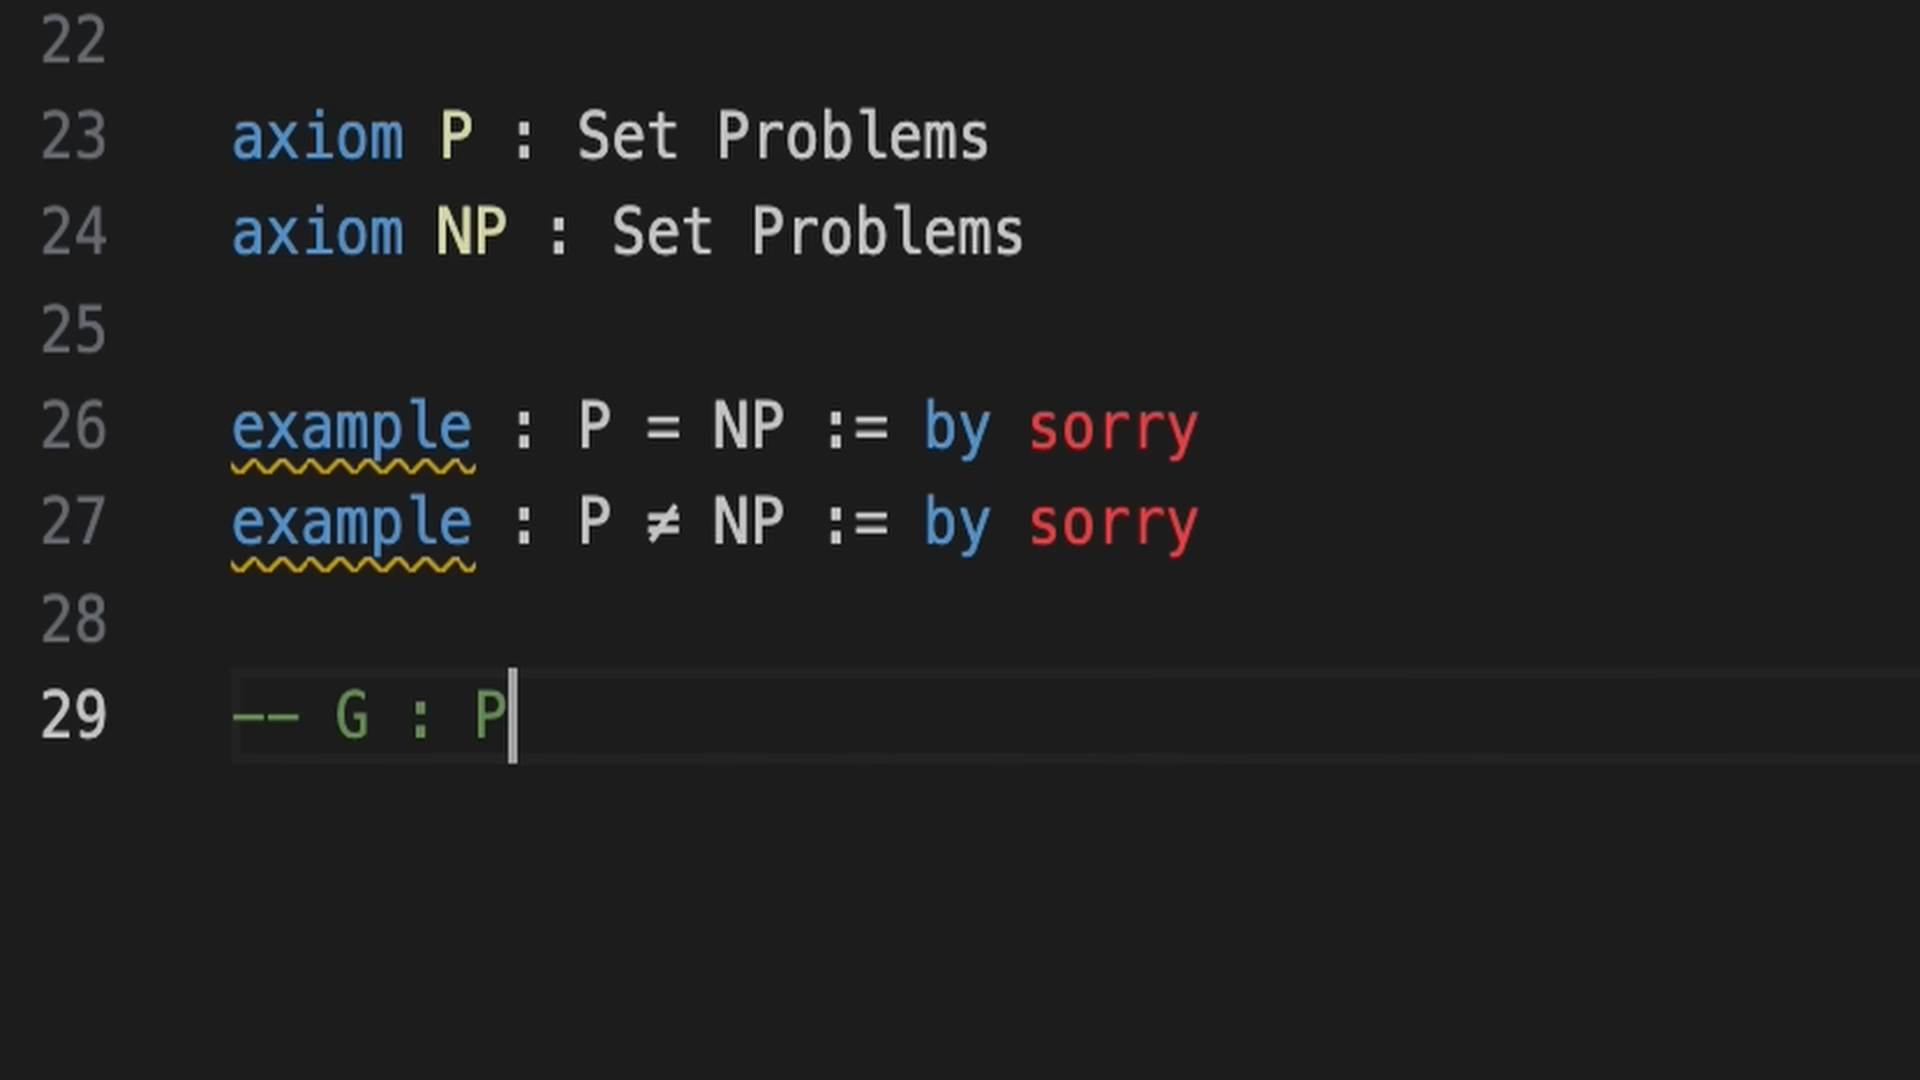 22
23 axiom P : Set Problems
24 axiom NP : Set Problems
25
26 example : P = NP := by sorry
27 example : P ≠ NP := by sorry
28
29 -- G : P